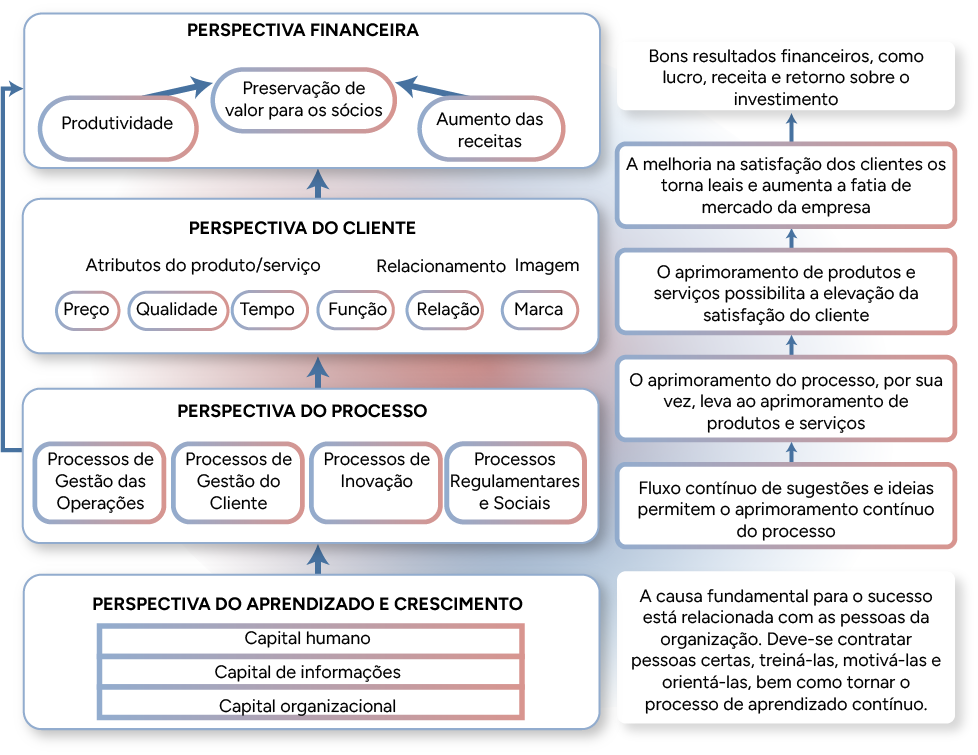 PERSPECTIVA FINANCEIRA
Produtividade
Preservação de
valor para os sócios
Aumento das
receitas
PERSPECTIVA DO CLIENTE
Atributos do produto/serviço
Relacionamento
Imagem
Preço
Qualidade
Tempo
Função
Relação
Marca
PERSPECTIVA DO PROCESSO
Processos de
Gestão das
Operações
Processos de
Gestão do
Cliente
Processos de
Inovação
Processos
Regulamentares
e Sociais
PERSPECTIVA DO APRENDIZADO E CRESCIMENTO
Capital humano
Capital de informações
Capital organizacional
Bons resultados financeiros, como
lucro, receita e retorno sobre o
investimento
A melhoria na satisfação dos clientes os
torna leais e aumenta a fatia de
mercado da empresa
O aprimoramento de produtos e
serviços possibilita a elevação da
satisfação do cliente
O aprimoramento do processo, por sua
vez, leva ao aprimoramento de
produtos e serviços
Fluxo contínuo de sugestões e ideias
permitem o aprimoramento contínuo
do processo
A causa fundamental para o sucesso
está relacionada com as pessoas da
organização. Deve-se contratar
pessoas certas, treiná-las, motivá-las e
orientá-las, bem como tornar o
processo de aprendizado contínuo.